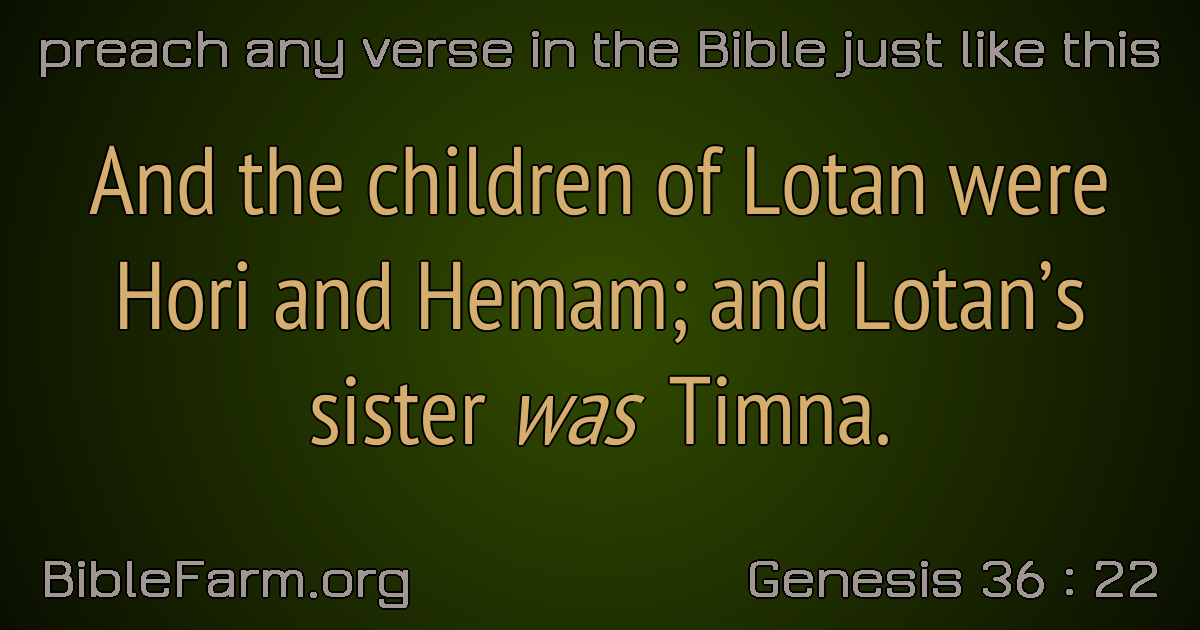 preach any verse in the Bible just like this
And the children of Lotan were
Hori and Hemam; and Lotan’s
sister was Timna.
BibleFarm.org
Genesis 36 : 22